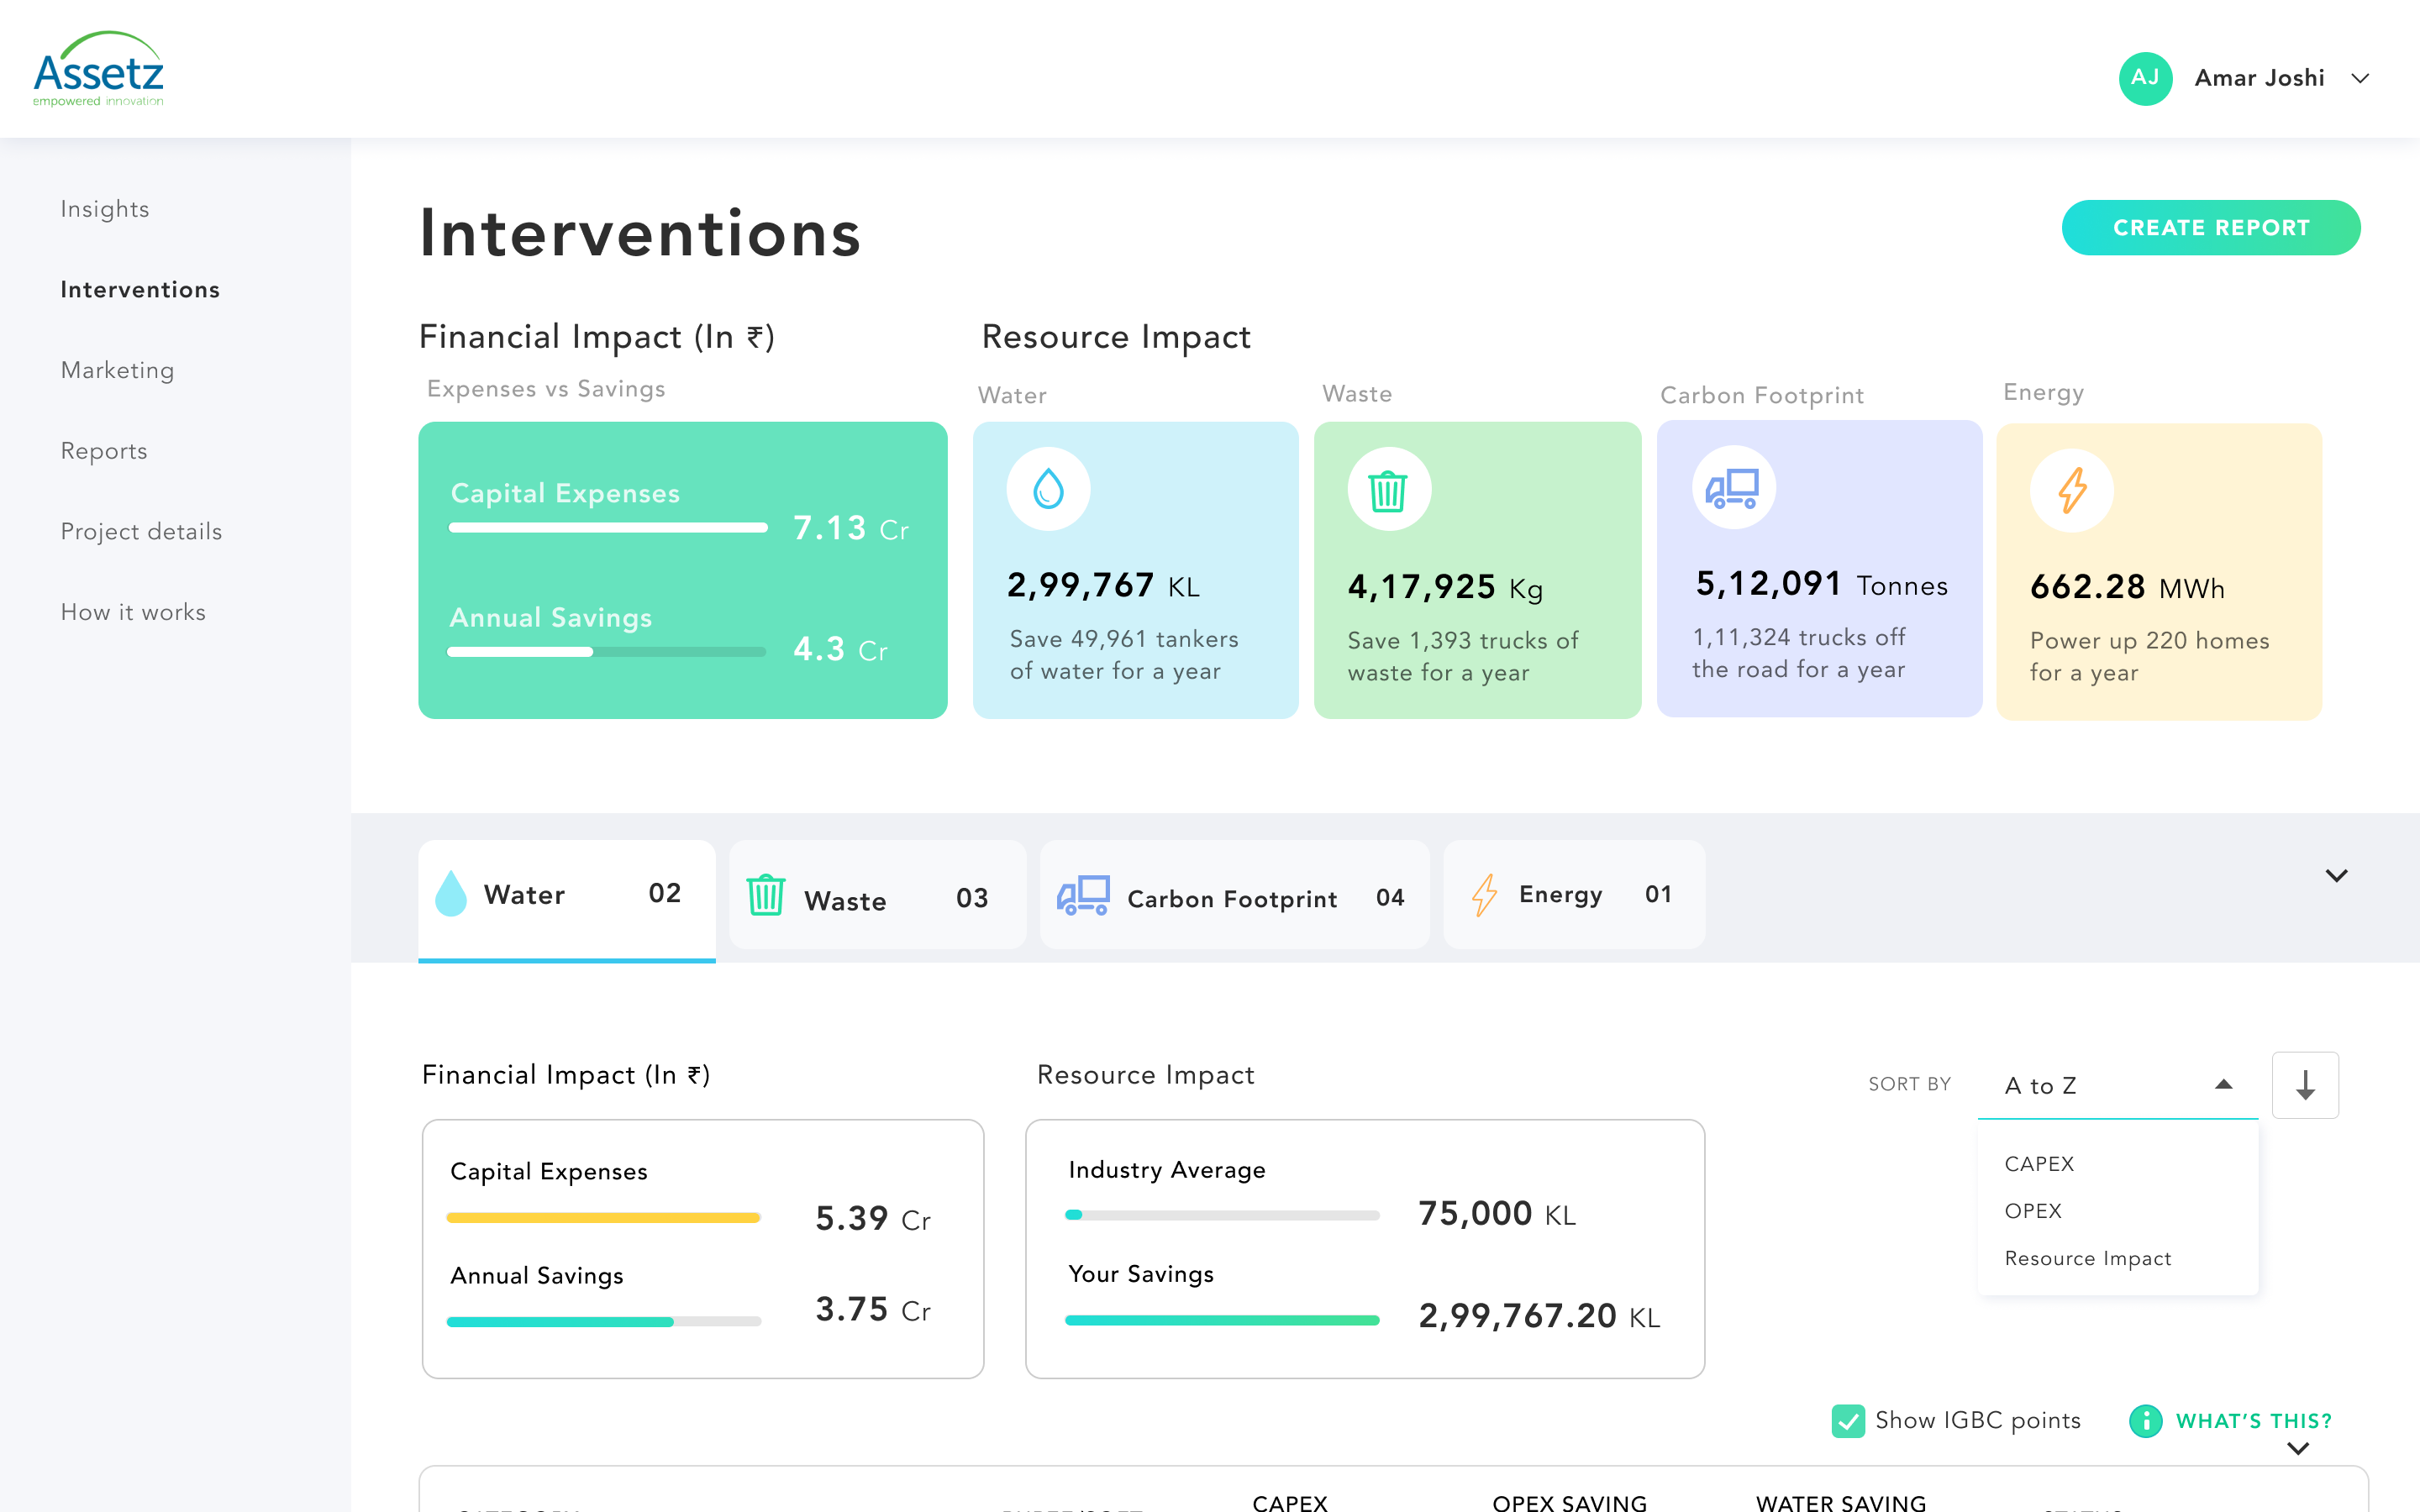 Assetz
empowered innovation
AJ
Amar Joshi
Insights
Interventions
Marketing
Reports
Project details
How it works
Interventions
CREATE REPORT
Financial Impact (In ₹)
Expenses vs Savings
Capital Expenses
7.13 Cr
Annual Savings
4.3 Cr
Resource Impact
Water
2,99,767 KL
Save 49,961 tankers
of water for a year
Waste
4,17,925 Kg
Save 1,393 trucks of
waste for a year
Carbon Footprint
5,12,091 Tonnes
1,11,324 trucks off
the road for a year
Energy
662.28 MWh
Power up 220 homes
for a year
Water 02
Waste 03
Carbon Footprint 04
Energy 01
Financial Impact (In ₹)
Capital Expenses
5.39 Cr
Annual Savings
3.75 Cr
Resource Impact
Industry Average
75,000 KL
Your Savings
2,99,767.20 KL
SORT BY
A to Z
CAPEX
OPEX
Resource Impact
Show IGBC points
WHAT'S THIS?
CAPEX
OPEX SAVING
WATER SAVING